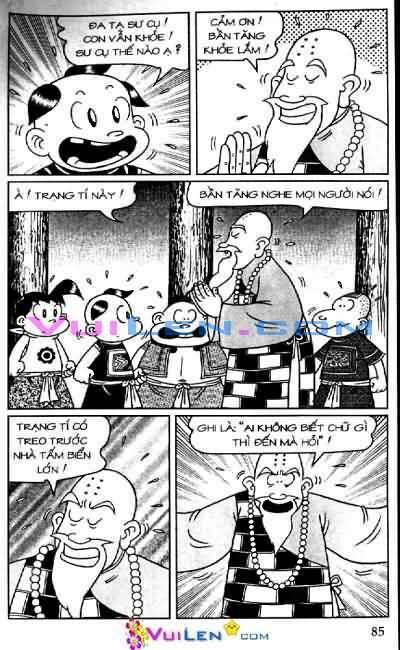 ĐA TẠ SƯ CỤ!
CON VẪN KHỎE!
SƯ CỤ THẾ NÀO Ạ?
CẢM ƠN!
BẦN TĂNG
KHỎE LẮM!
À! TRẠNG TÍ NÀY!
BẦN TĂNG NGHE MỌI NGƯỜI NÓI!
VuiLen.com
TRẠNG TÍ CÓ
TREO TRƯỚC
NHÀ TẤM BIỂN
LỚN!
GHI LÀ: "AI KHÔNG BIẾT CHỮ GÌ
THÌ ĐẾN MÀ HỎI"!
85
VuiLen.com